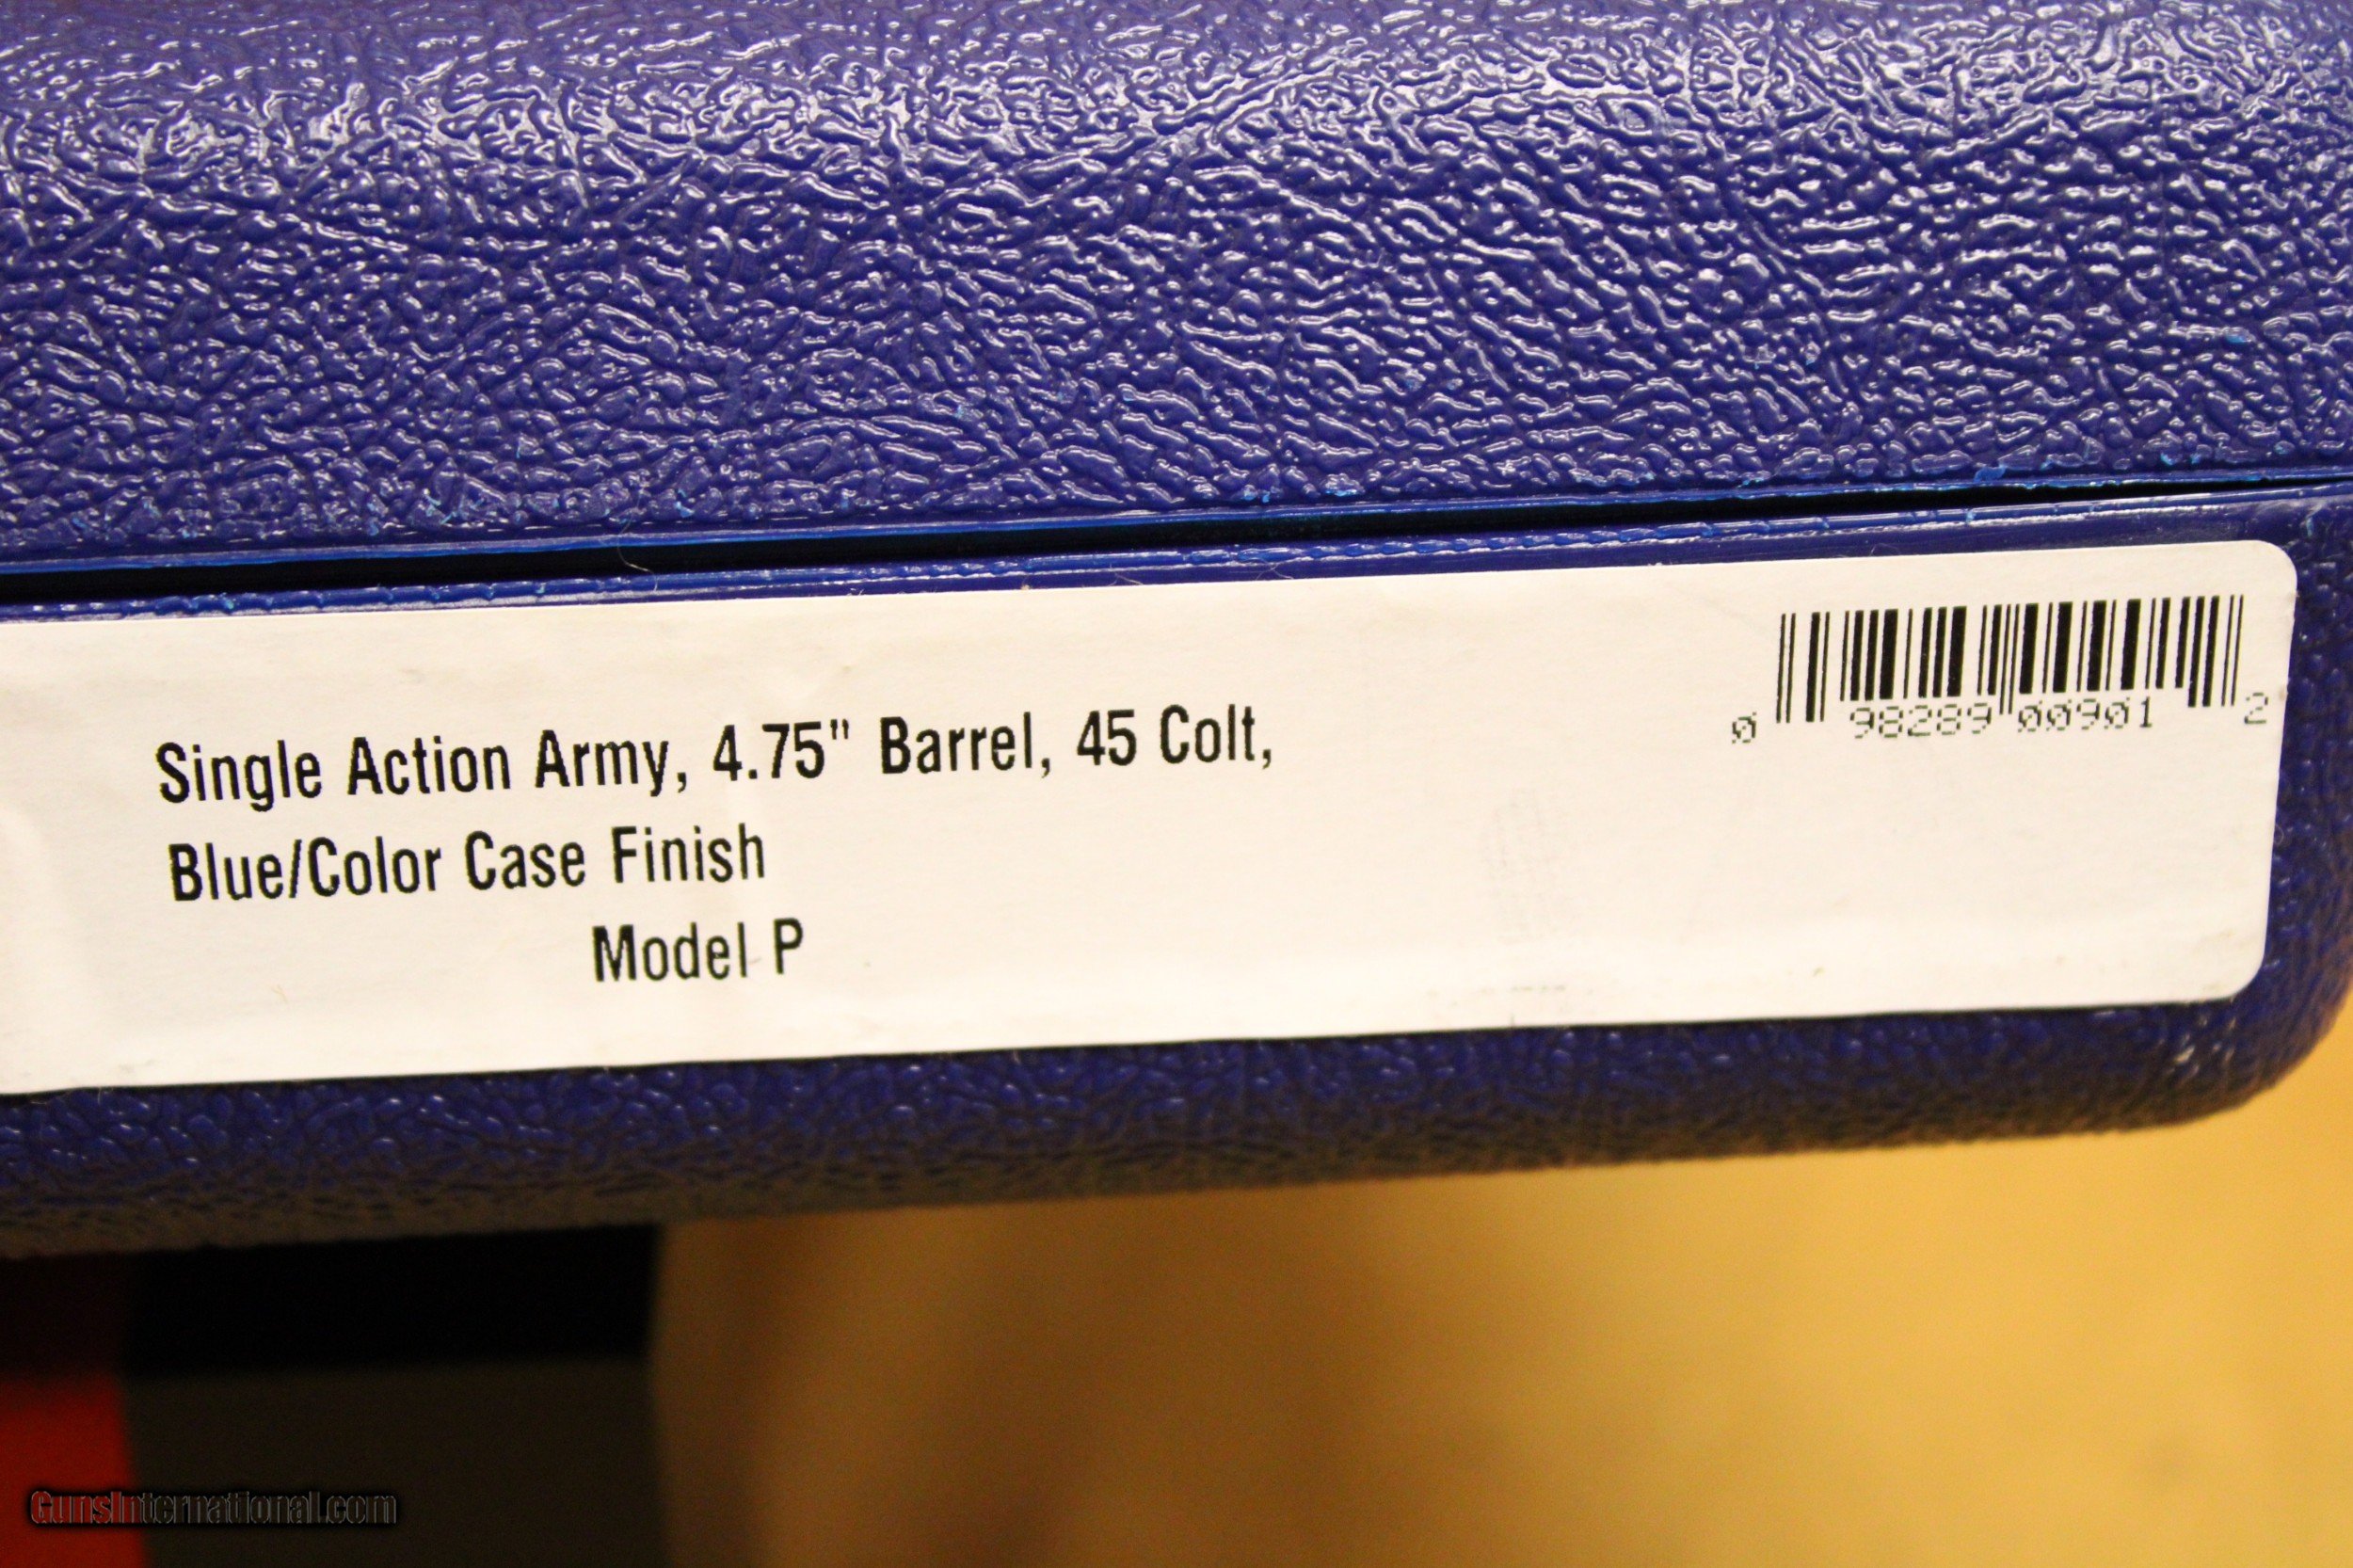 Single Action Army, 4.75" Barrel, 45 Colt,
Blue/Color Case Finish
Model P
0 98289 00901 2
GunsInternational.com